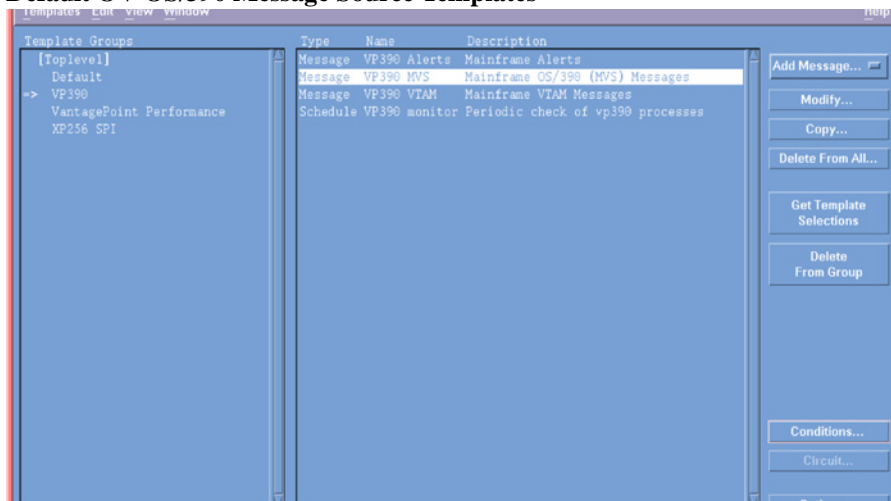 Default OV OS/390 Message Source Templates
Templates Edit View Window Help
Template Groups
[Toplevel]
Default
=> VP390
VantagePoint Performance
XP256 SPI
Type Name Description
Message VP390 Alerts Mainframe Alerts
Message VP390 MVS Mainframe OS/390 (MVS) Messages
Message VP390 VTAM Mainframe VTAM Messages
Schedule VP390 monitor Periodic check of vp390 processes
Add Message...
Modify...
Copy...
Delete From All...
Get Template
Selections
Delete
From Group
Conditions...
Circuit...